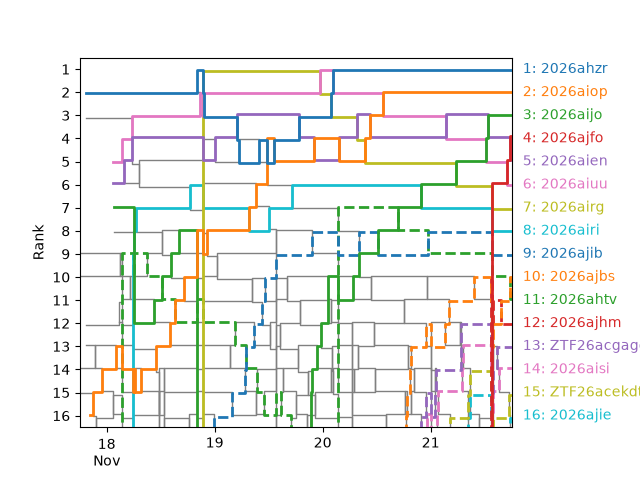 1: 2026ahzr
2: 2026aiop
3: 2026aijo
4: 2026ajfo
5: 2026aien
6: 2026aiuu
7: 2026airg
8: 2026airi
9: 2026ajib
10: 2026ajbs
11: 2026ahtv
12: 2026ajhm
13: ZTF26acgag
14: 2026aisi
15: ZTF26acekdt
16: 2026ajie
Rank
1
2
3
4
5
6
7
8
9
10
11
12
13
14
15
16
18
19
20
21
Nov